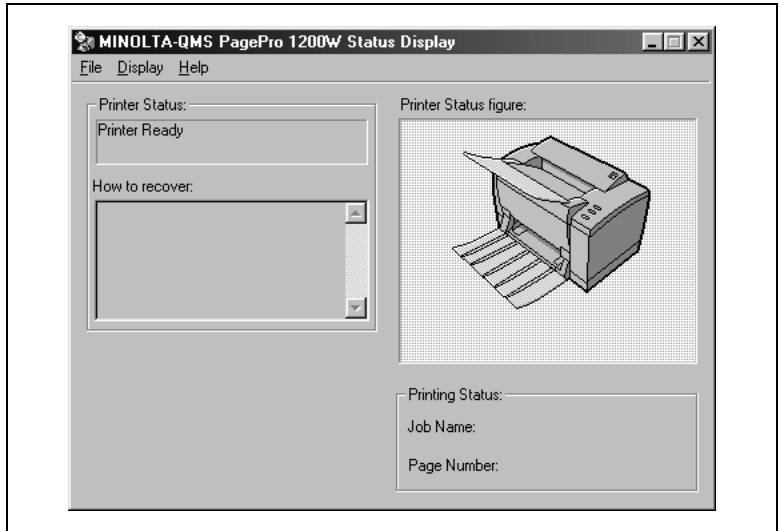 MINOLTA-QMS PagePro 1200W Status Display
File Display Help
Printer Status:
Printer Ready
How to recover:
Printer Status figure:
Printing Status:
Job Name:
Page Number: